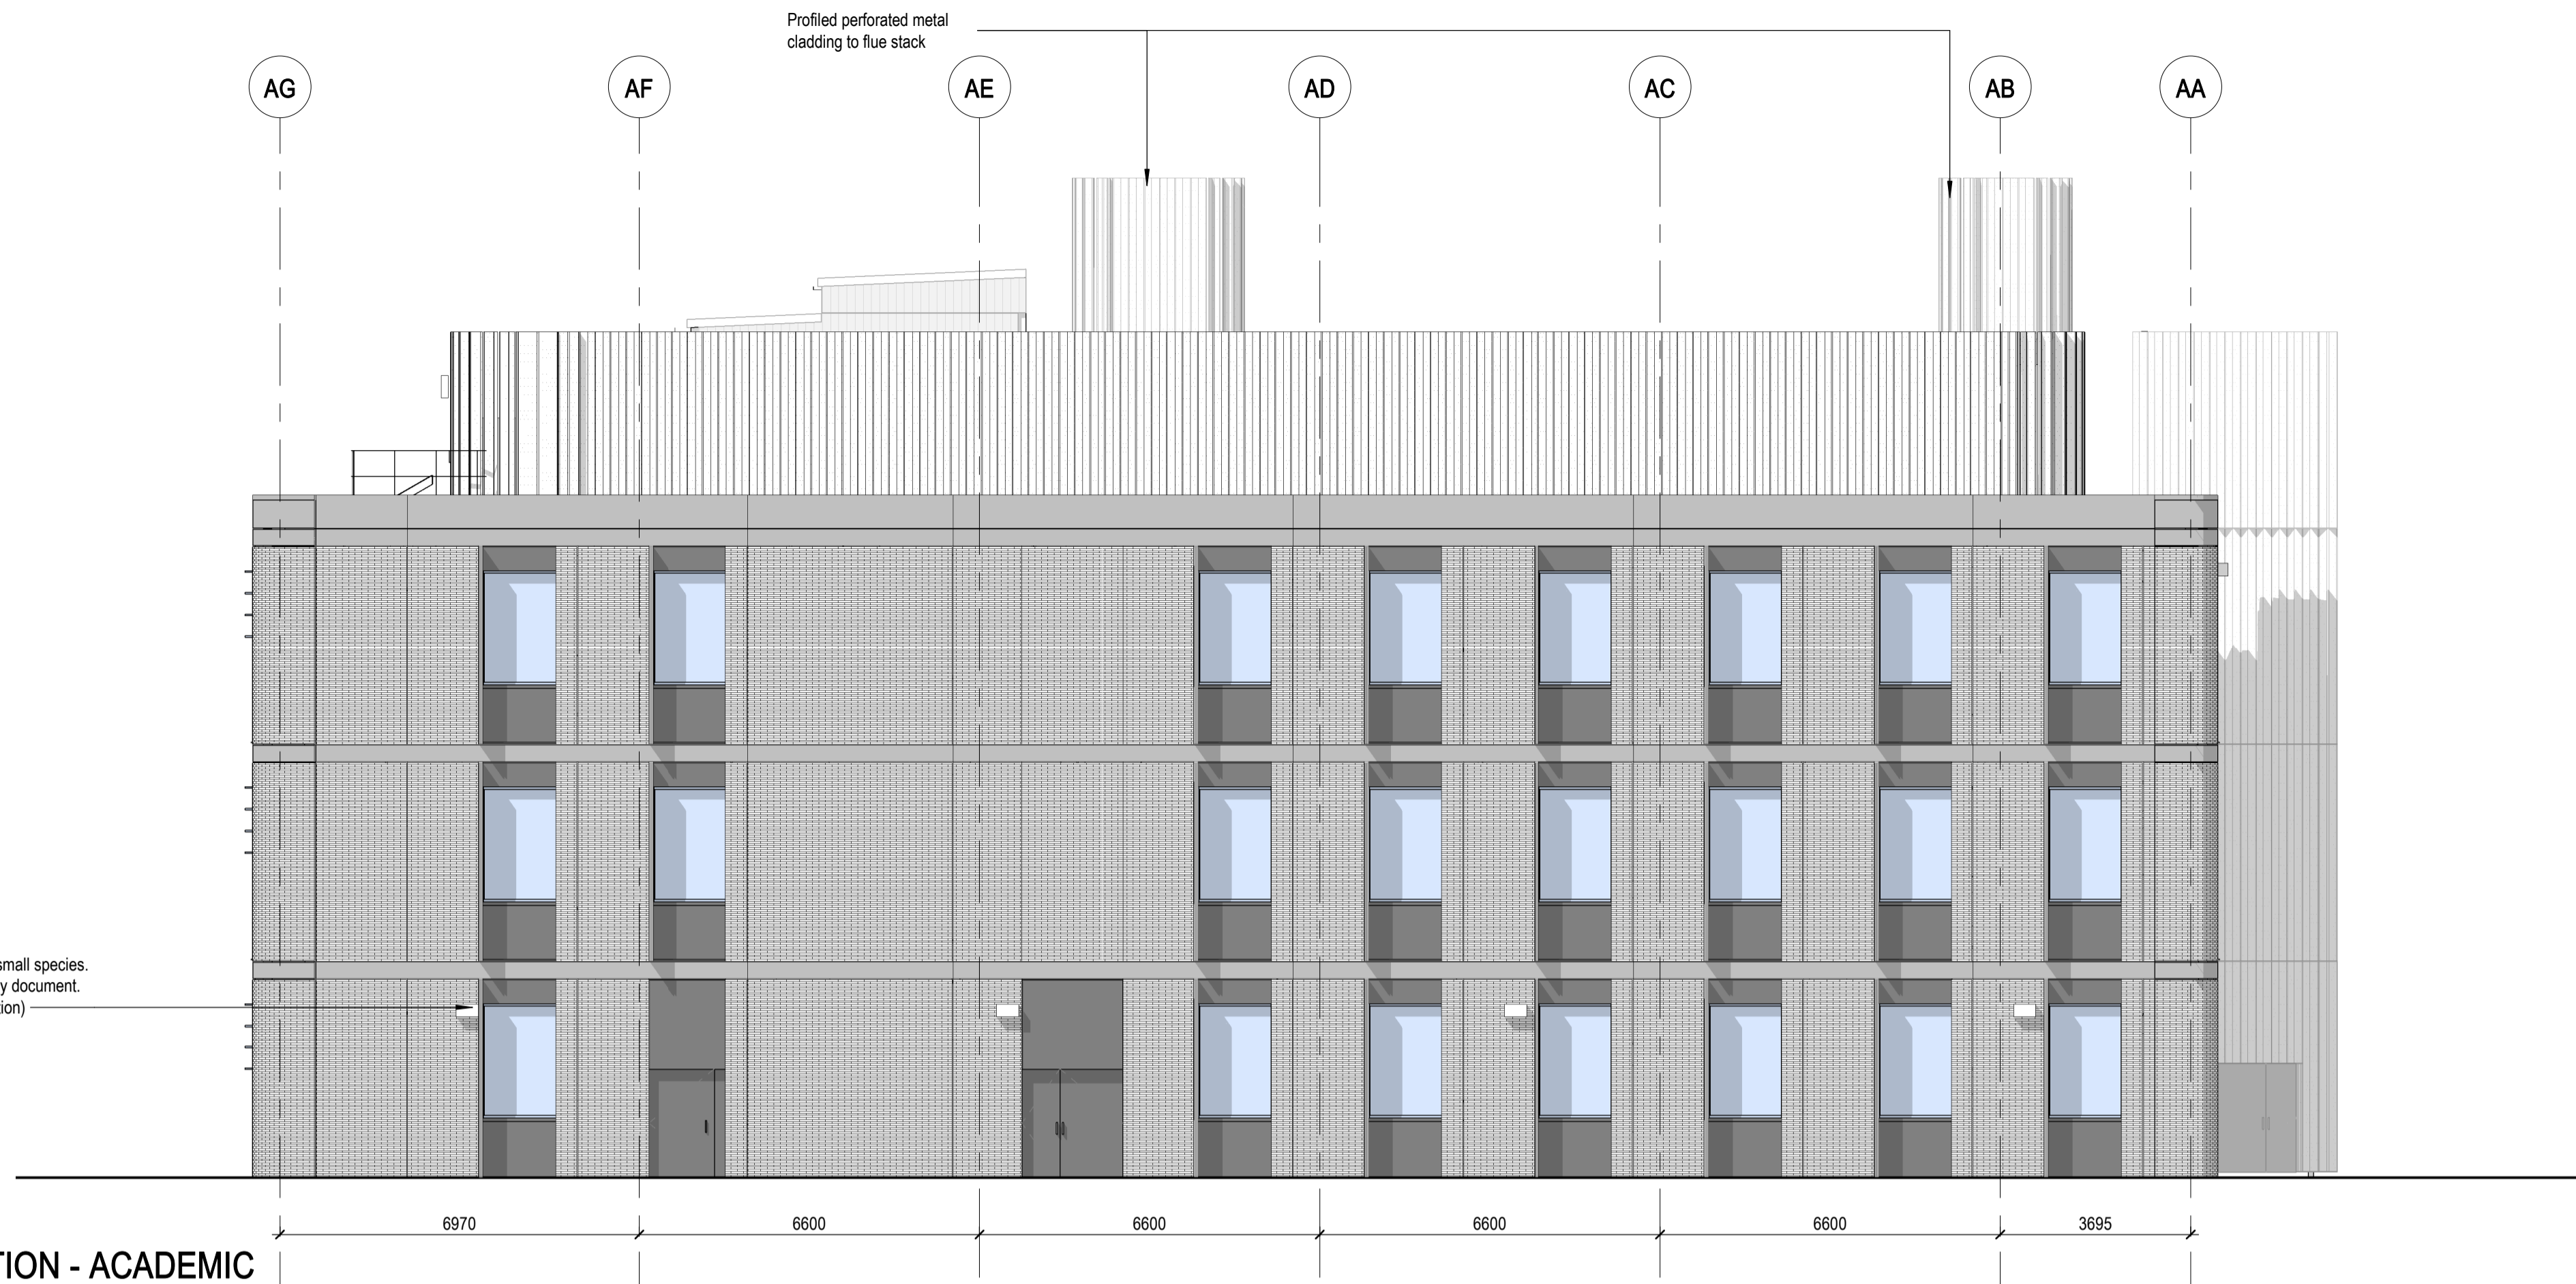 Profiled perforated metal
cladding to flue stack
AG AF AE AD AC AB AA
small species.
y document.
tion)
6970 6600 6600 6600 6600 3695
TION - ACADEMIC